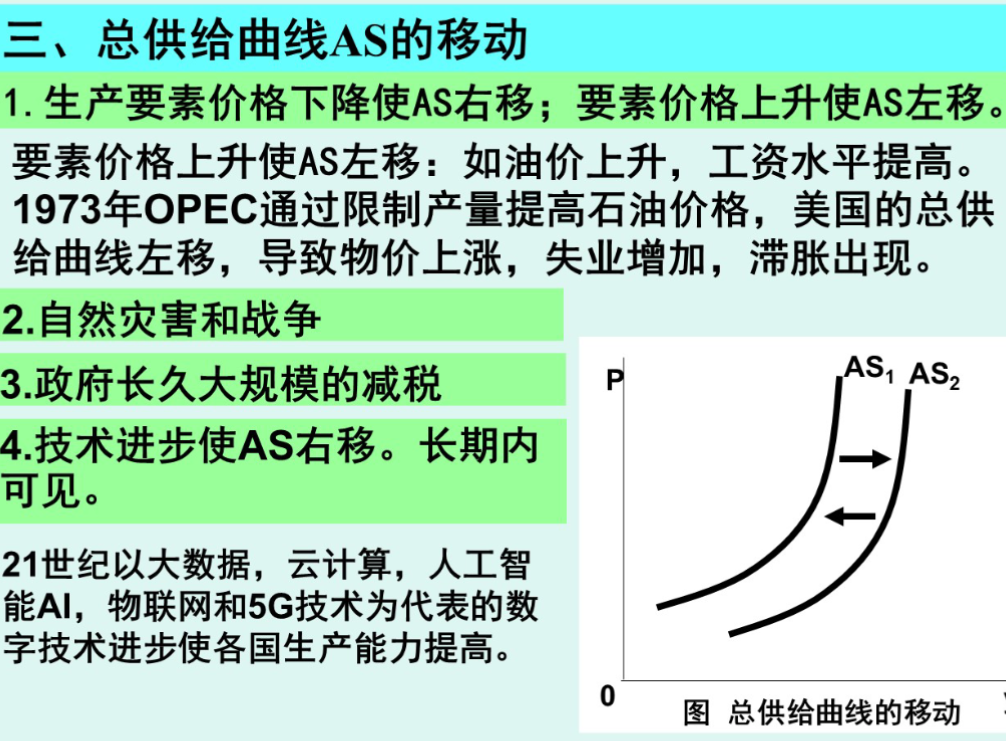 三、总供给曲线AS的移动
1.生产要素价格下降使AS右移；要素价格上升使AS左移。
要素价格上升使AS左移：如油价上升，工资水平提高。
1973年OPEC通过限制产量提高石油价格，美国的总供
给曲线左移，导致物价上涨，失业增加，滞胀出现。
2.自然灾害和战争
3.政府长久大规模的减税
4.技术进步使AS右移。长期内
可见。
21世纪以大数据，云计算，人工智
能AI，物联网和5G技术为代表的数
字技术进步使各国生产能力提高。
P
AS₁
AS₂
0
图 总供给曲线的移动